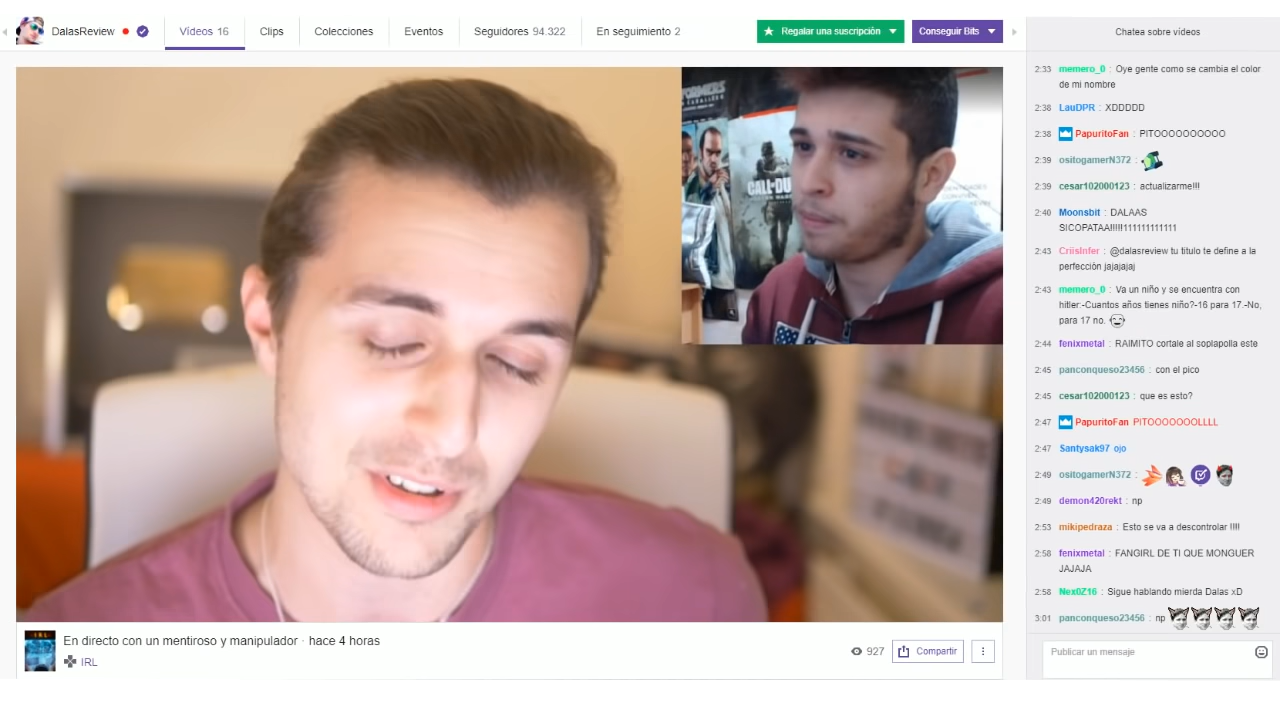 DalasReview
Vídeos 16
Clips
Colecciones
Eventos
Seguidores 94.322
En seguimiento 2
Regalar una suscripción
Conseguir Bits
Chatea sobre vídeos
CALL·DU
2:33 memero_0 : Oye gente como se cambia el color
de mi nombre
2:38 LauDPR : XDDDDD
2:38 PapuritoFan : PITOOOOOOOOOO
2:39 ositogamerN372 :
2:39 cesar102000123 : actualizarme!!!
2:40 Moonsbit : DALAAS
SICOPATAA!!!!!111111111111
2:43 CriisInfer : @dalasreview tu titulo te define a la
perfección jajajajaj
2:43 memero_0 : Va un niño y se encuentra con
hitler:-Cuantos años tienes niño?-16 para 17.-No,
para 17 no.
2:44 fenixmetal : RAIMITO cortale al soplapolla este
2:45 panconqueso23456 : con el pico
2:45 cesar102000123 : que es esto?
2:47 PapuritoFan PITOOOOOOOLLLL
2:47 Santysak97 ojo
2:49 ositogamerN372 :
2:49 demon420rekt : np
2:53 mikipedraza : Esto se va a descontrolar !!!!
2:58 fenixmetal : FANGIRL DE TI QUE MONGUER
JAJAJA
2:58 Nex0Z16 : Sigue hablando mierda Dalas xD
3:01 panconqueso23456 : np
En directo con un mentiroso y manipulador · hace 4 horas
IRL
927
Compartir
Publicar un mensaje